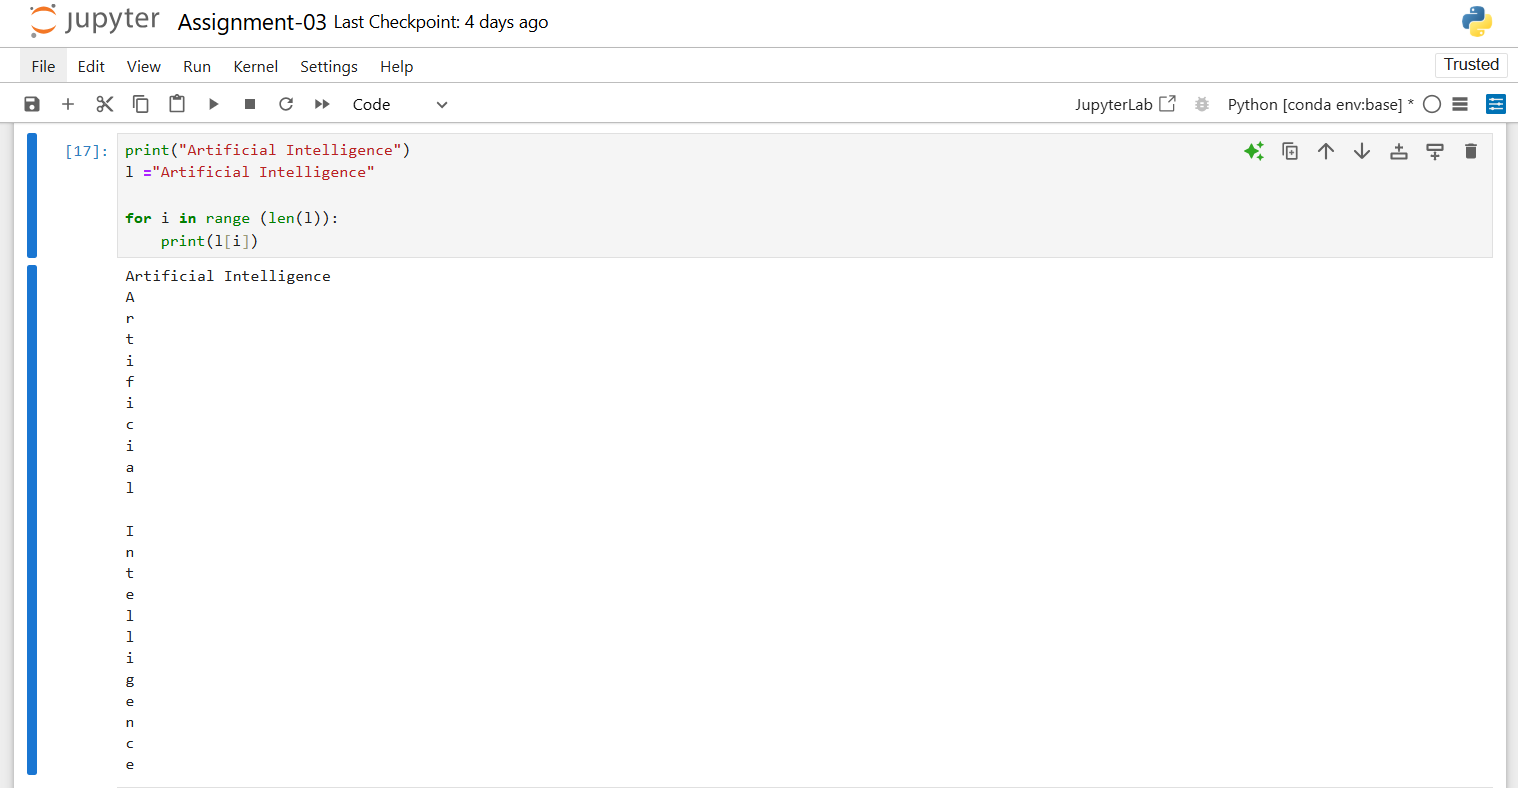 jupyter Assignment-03 Last Checkpoint: 4 days ago
File Edit View Run Kernel Settings Help Trusted
Code JupyterLab Python [conda env:base] *
[17]: print("Artificial Intelligence")
l ="Artificial Intelligence"
for i in range (len(l)):
    print(l[i])
Artificial Intelligence
A
r
t
i
f
i
c
i
a
l

I
n
t
e
l
l
i
g
e
n
c
e